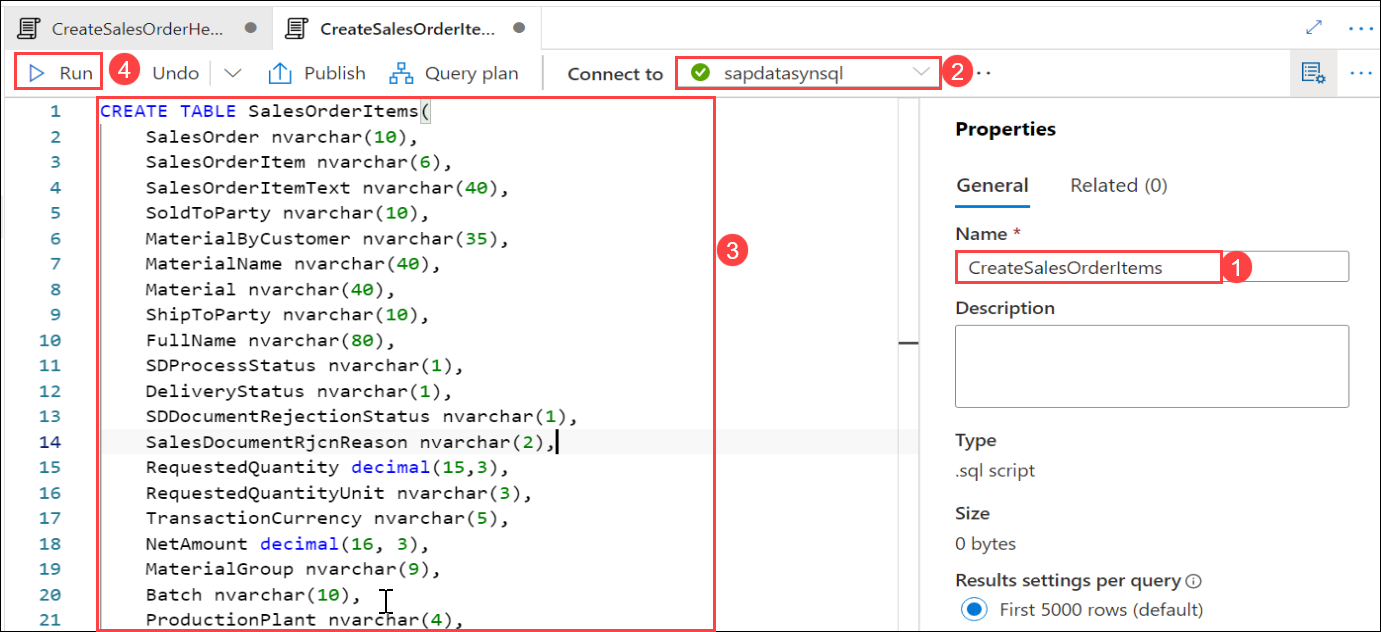 CreateSalesOrderHe...
CreateSalesOrderIte...
Run 4 Undo Publish Query plan Connect to sapdatasynsql 2
1 CREATE TABLE SalesOrderItems(
2 SalesOrder nvarchar(10),
3 SalesOrderItem nvarchar(6),
4 SalesOrderItemText nvarchar(40),
5 SoldToParty nvarchar(10),
6 MaterialByCustomer nvarchar(35),
7 MaterialName nvarchar(40),
8 Material nvarchar(40),
9 ShipToParty nvarchar(10),
10 FullName nvarchar(80),
11 SDProcessStatus nvarchar(1),
12 DeliveryStatus nvarchar(1),
13 SDDocumentRejectionStatus nvarchar(1),
14 SalesDocumentRjcnReason nvarchar(2),
15 RequestedQuantity decimal(15,3),
16 RequestedQuantityUnit nvarchar(3),
17 TransactionCurrency nvarchar(5),
18 NetAmount decimal(16, 3),
19 MaterialGroup nvarchar(9),
20 Batch nvarchar(10),
21 ProductionPlant nvarchar(4),
3
Properties
General Related (0)
Name *
CreateSalesOrderItems 1
Description
Type
.sql script
Size
0 bytes
Results settings per query
First 5000 rows (default)